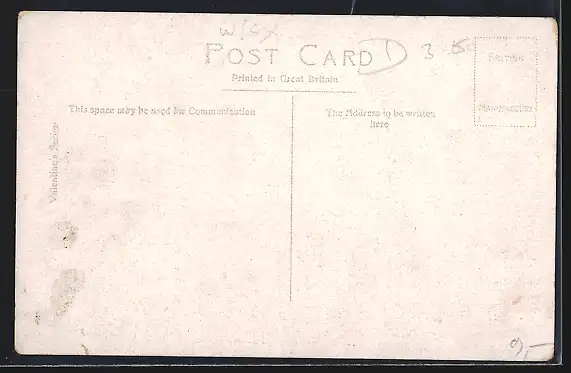 POST CARD
Printed in Great Britain
This space may be used for Communication
The Address to be written
here
BRITISH
MANUFACTURE
Valentine's Series
D 3.50
9/-